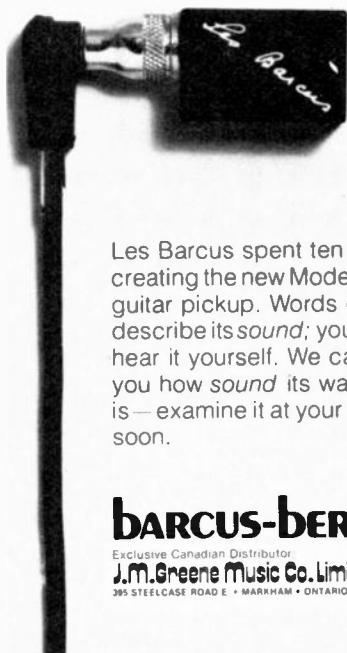 Les Barcus
Les Barcus spent ten
creating the new Mode
guitar pickup. Words
describe its sound; you
hear it yourself. We ca
you how sound its wa
is — examine it at your
soon.
barcus-ber
Exclusive Canadian Distributor
J.M.Greene Music Co. Limi
395 STEELCASE ROAD E • MARKHAM • ONTARIO